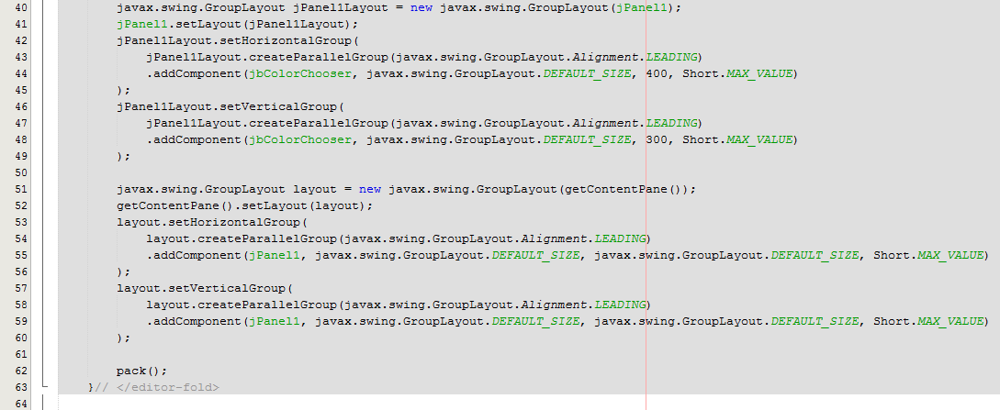 40 javax.swing.GroupLayout jPanel1Layout = new javax.swing.GroupLayout(jPanel1);
41 jPanel1.setLayout(jPanel1Layout);
42 jPanel1Layout.setHorizontalGroup(
43 jPanel1Layout.createParallelGroup(javax.swing.GroupLayout.Alignment.LEADING)
44 .addComponent(jbColorChooser, javax.swing.GroupLayout.DEFAULT_SIZE, 400, Short.MAX_VALUE)
45 );
46 jPanel1Layout.setVerticalGroup(
47 jPanel1Layout.createParallelGroup(javax.swing.GroupLayout.Alignment.LEADING)
48 .addComponent(jbColorChooser, javax.swing.GroupLayout.DEFAULT_SIZE, 300, Short.MAX_VALUE)
49 );
50
51 javax.swing.GroupLayout layout = new javax.swing.GroupLayout(getContentPane());
52 getContentPane().setLayout(layout);
53 layout.setHorizontalGroup(
54 layout.createParallelGroup(javax.swing.GroupLayout.Alignment.LEADING)
55 .addComponent(jPanel1, javax.swing.GroupLayout.DEFAULT_SIZE, javax.swing.GroupLayout.DEFAULT_SIZE, Short.MAX_VALUE)
56 );
57 layout.setVerticalGroup(
58 layout.createParallelGroup(javax.swing.GroupLayout.Alignment.LEADING)
59 .addComponent(jPanel1, javax.swing.GroupLayout.DEFAULT_SIZE, javax.swing.GroupLayout.DEFAULT_SIZE, Short.MAX_VALUE)
60 );
61
62 pack();
63 }// </editor-fold>
64